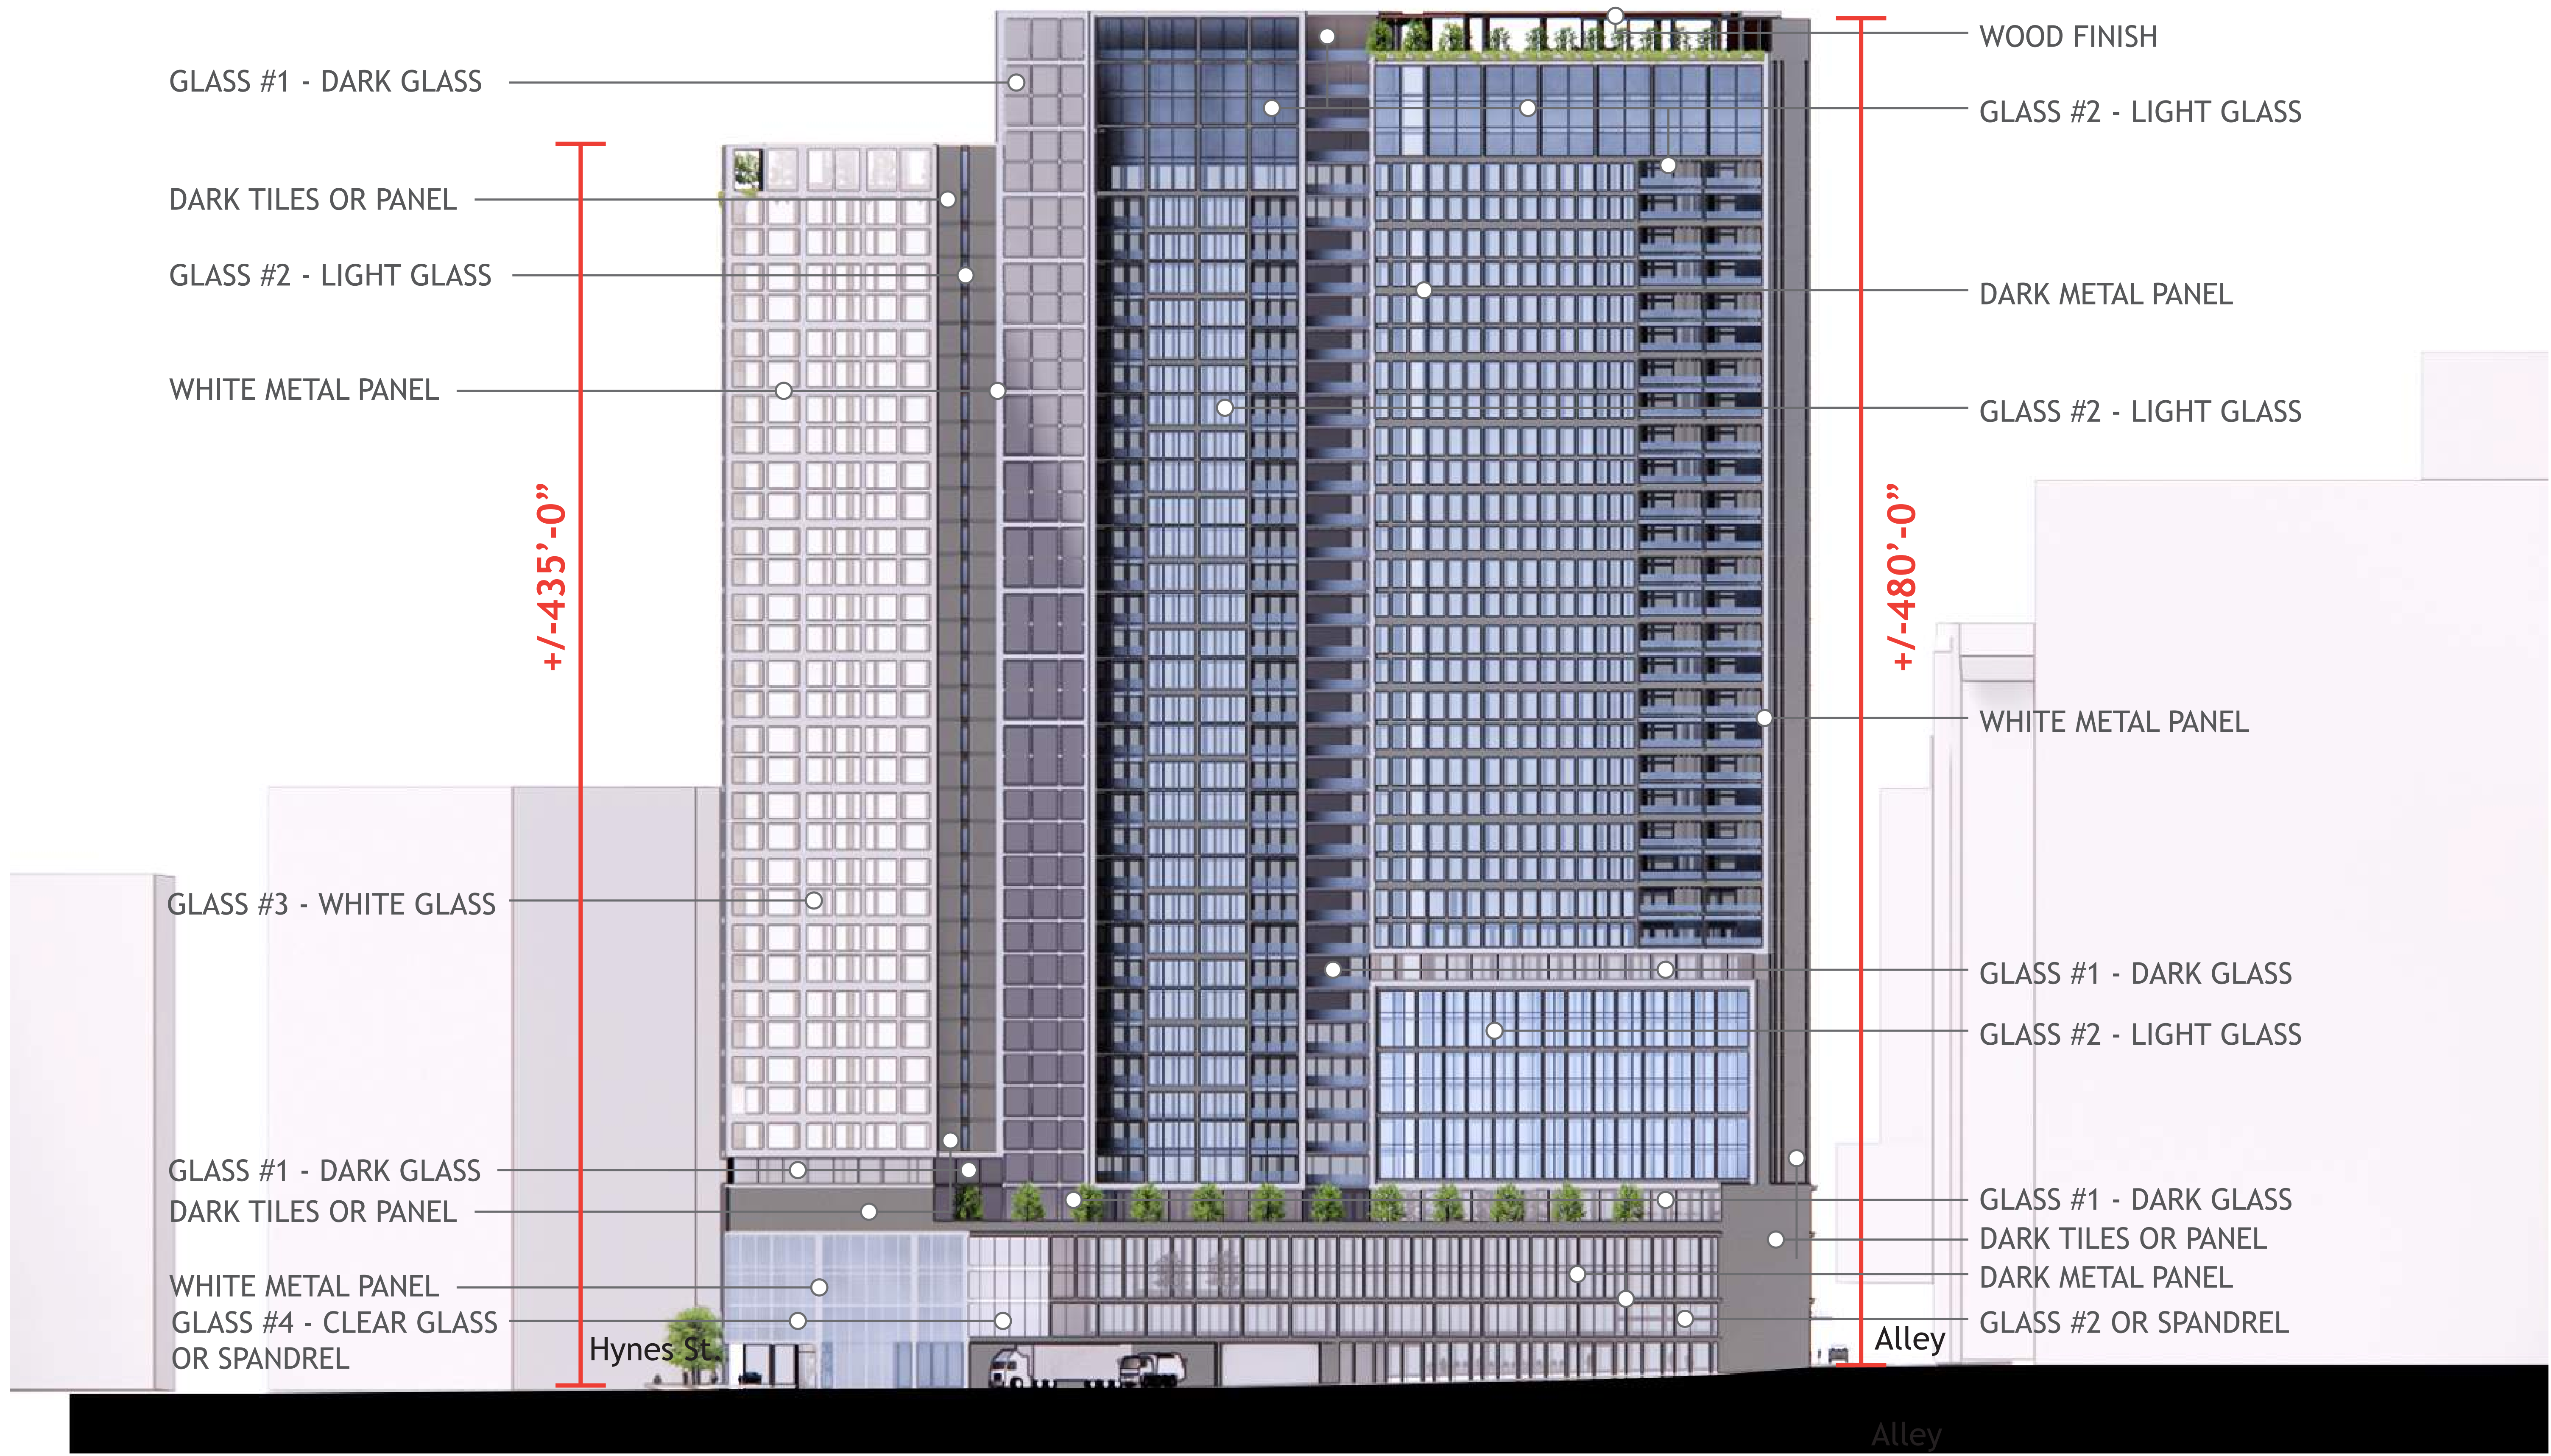 GLASS #1 - DARK GLASS
DARK TILES OR PANEL
GLASS #2 - LIGHT GLASS
WHITE METAL PANEL
+/-435’-0”
GLASS #3 - WHITE GLASS
GLASS #1 - DARK GLASS
DARK TILES OR PANEL
WHITE METAL PANEL
GLASS #4 - CLEAR GLASS
OR SPANDREL
Hynes St.
WOOD FINISH
GLASS #2 - LIGHT GLASS
DARK METAL PANEL
GLASS #2 - LIGHT GLASS
+/-480’-0”
WHITE METAL PANEL
GLASS #1 - DARK GLASS
GLASS #2 - LIGHT GLASS
GLASS #1 - DARK GLASS
DARK TILES OR PANEL
DARK METAL PANEL
GLASS #2 OR SPANDREL
Alley
Alley